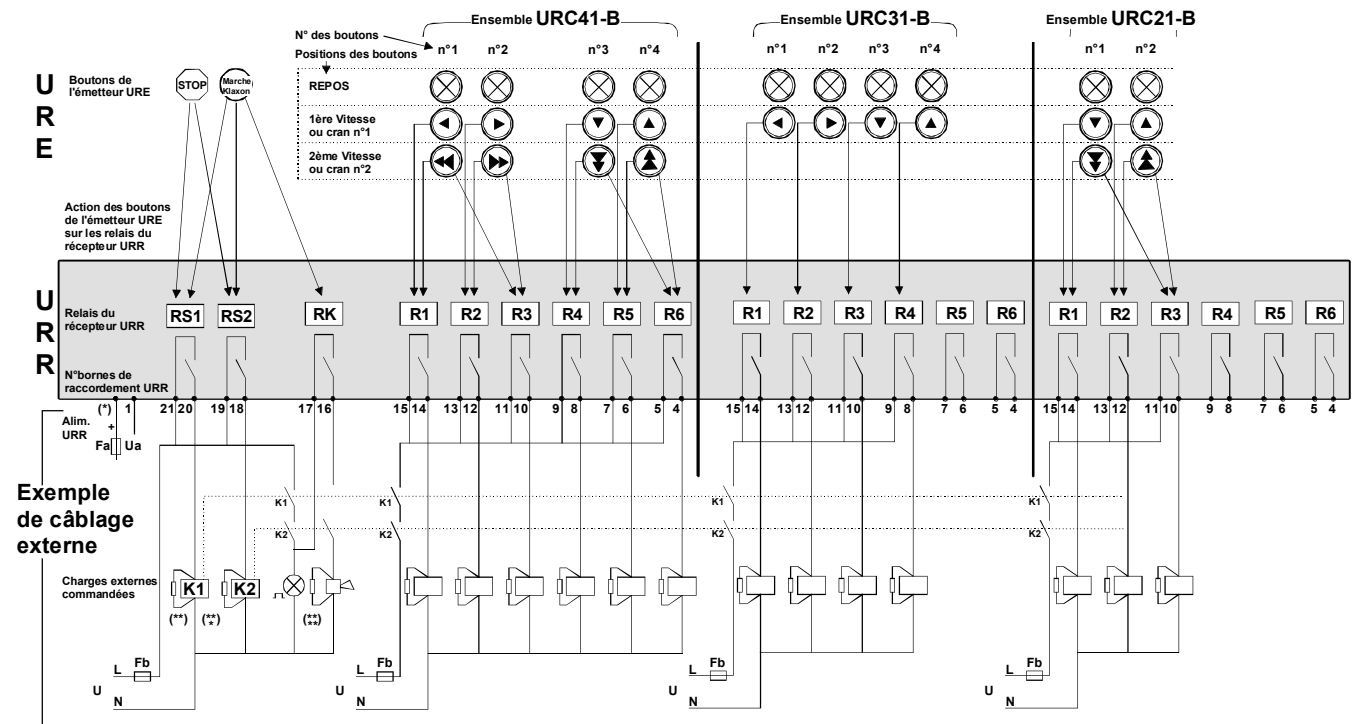 Ensemble URC41-B
Ensemble URC31-B
Ensemble URC21-B
N° des boutons
n°1 n°2 n°3 n°4
n°1 n°2 n°3 n°4
n°1 n°2
Positions des boutons
U
R
E
Boutons de
l'émetteur URE
STOP
Marche
Klaxon
REPOS
1ère Vitesse
ou cran n°1
2ème Vitesse
ou cran n°2
Action des boutons
de l'émetteur URE
sur les relais du
récepteur URR
U
R
R
Relais du
récepteur URR
RS1 RS2 RK R1 R2 R3 R4 R5 R6
R1 R2 R3 R4 R5 R6
R1 R2 R3 R4 R5 R6
N°bornes de
raccordement URR
(*) 1 21 20 19 18 17 16 15 14 13 12 11 10 9 8 7 6 5 4
15 14 13 12 11 10 9 8 7 6 5 4
15 14 13 12 11 10 9 8 7 6 5 4
Alim.
URR
+
Fa Ua
Exemple
de câblage
externe
K1 K1 K1 K1
K2 K2 K2 K2
Charges externes
commandées
K1 K2
(**) (***) (****)
L Fb L Fb L Fb L Fb
U U U U
N N N N